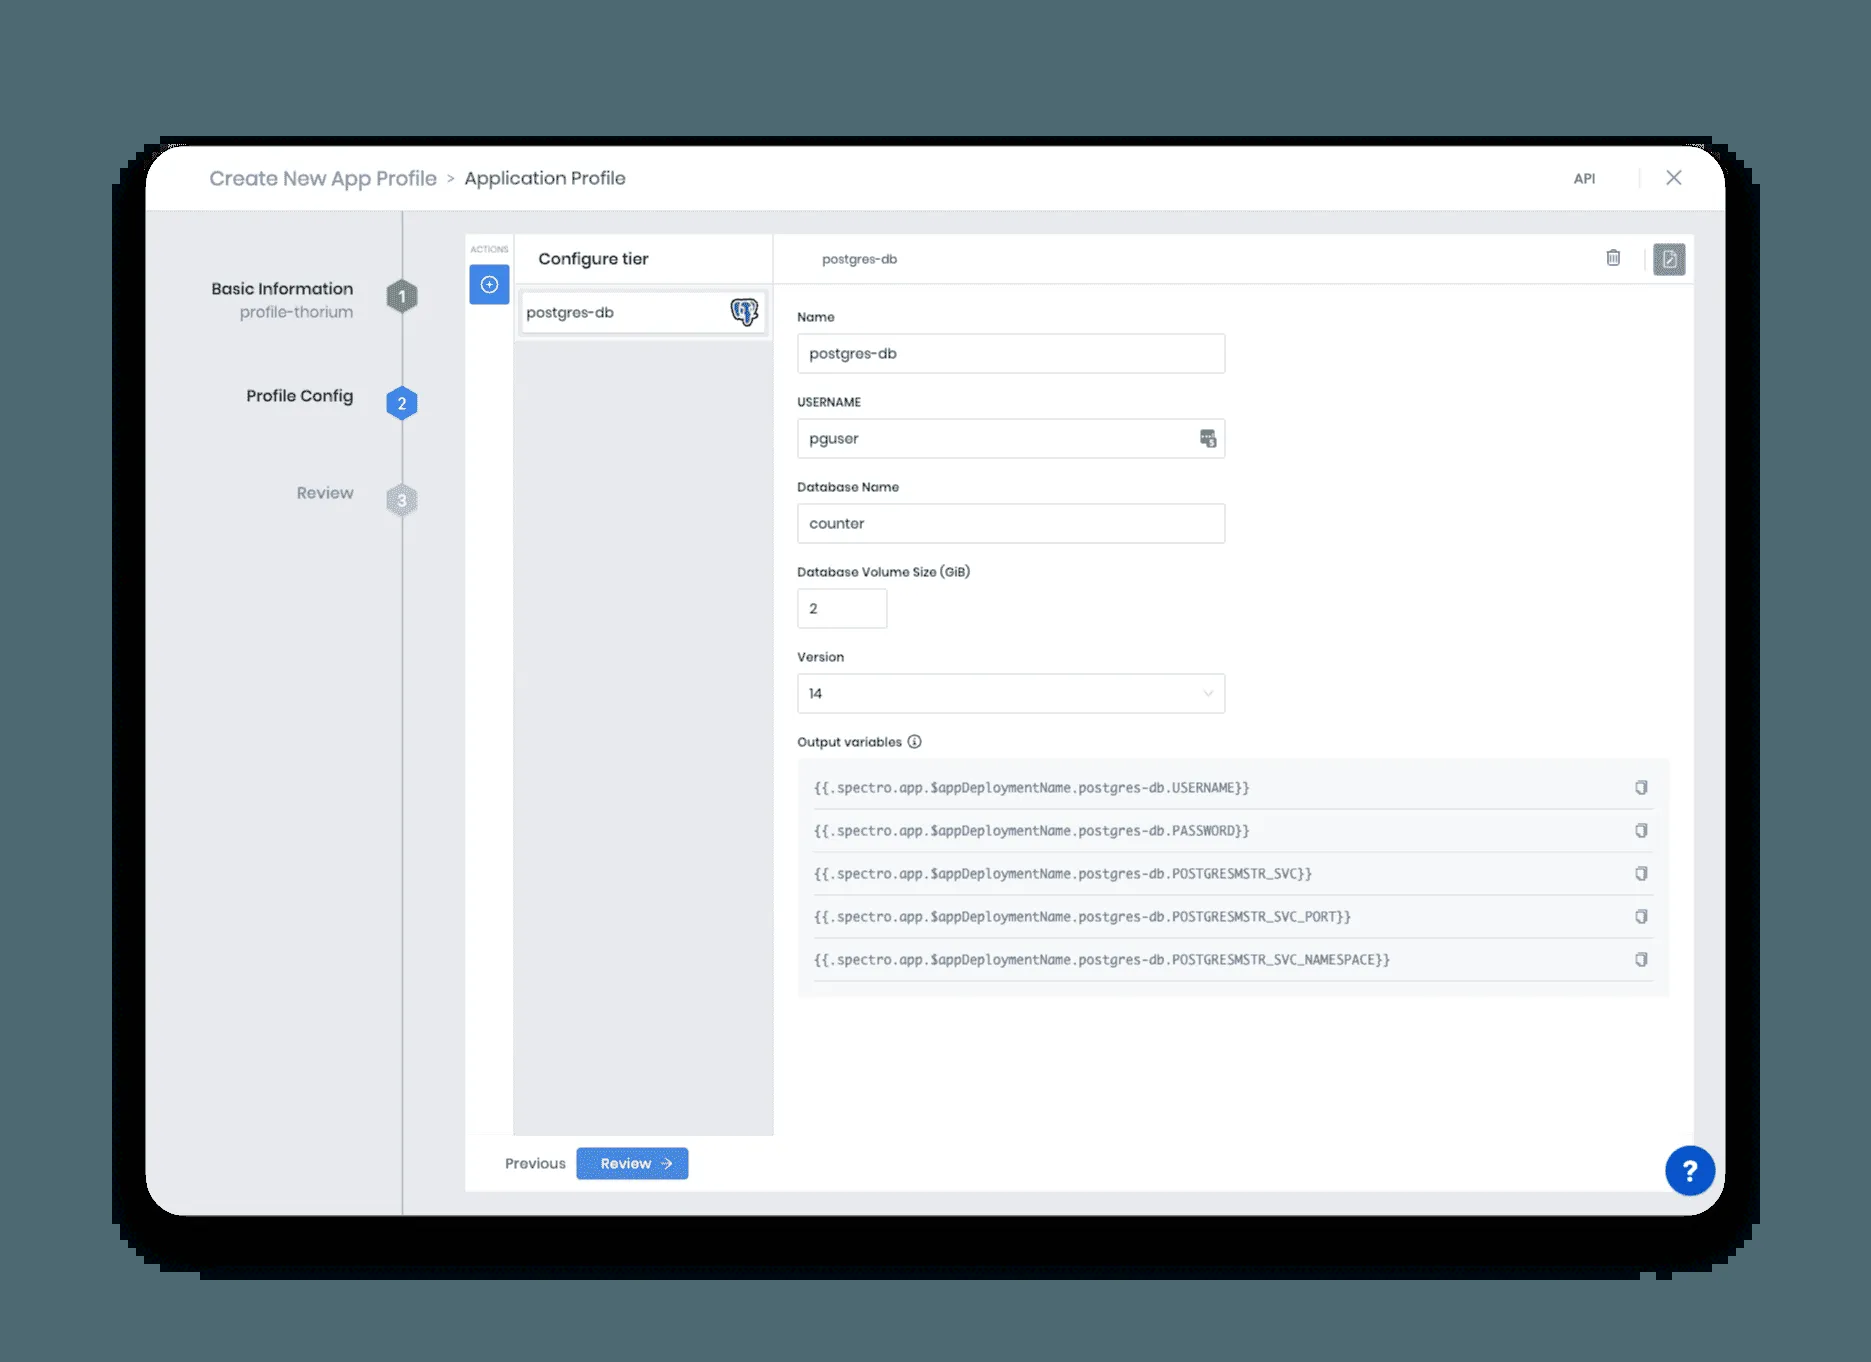 Create New App Profile > Application Profile
API
Basic Information
profile-thorium
1
Profile Config
2
Review
3
ACTIONS
Configure tier
postgres-db
postgres-db
Name
postgres-db
USERNAME
pguser
Database Name
counter
Database Volume Size (GiB)
2
Version
14
Output variables
{{.spectro.app.$appDeploymentName.postgres-db.USERNAME}}
{{.spectro.app.$appDeploymentName.postgres-db.PASSWORD}}
{{.spectro.app.$appDeploymentName.postgres-db.POSTGRESMSTR_SVC}}
{{.spectro.app.$appDeploymentName.postgres-db.POSTGRESMSTR_SVC_PORT}}
{{.spectro.app.$appDeploymentName.postgres-db.POSTGRESMSTR_SVC_NAMESPACE}}
Previous
Review →
?